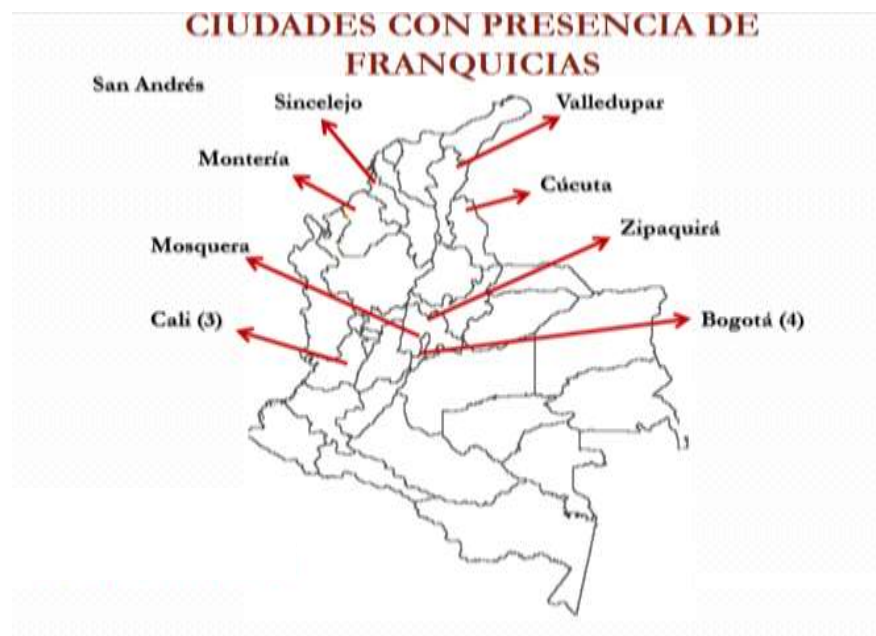 CIUDADES CON PRESENCIA DE
FRANQUICIAS
San Andrés
Sincelejo
Valledupar
Montería
Cúcuta
Zipaquirá
Mosquera
Cali (3)
Bogotá (4)